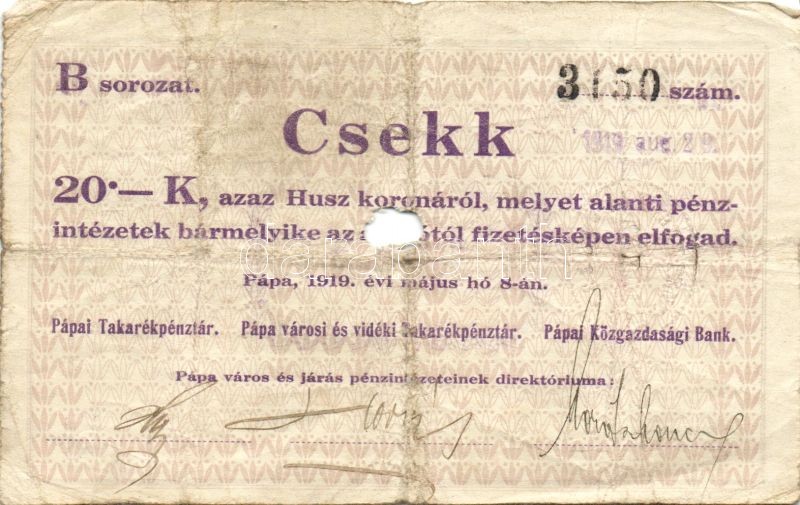 B sorozat. 3450 szám.
Csekk
1919 aug. 2
20·— K, azaz Husz koronáról, melyet alanti pénz-
intézetek bármelyike az fizetésképen elfogad.
Pápa, 1919. évi május hó 8-án.
Pápai Takarékpénztár. Pápa városi és vidéki Takarékpénztár. Pápai Közgazdasági Bank.
Pápa város és járás pénzintézeteinek direktóriuma: